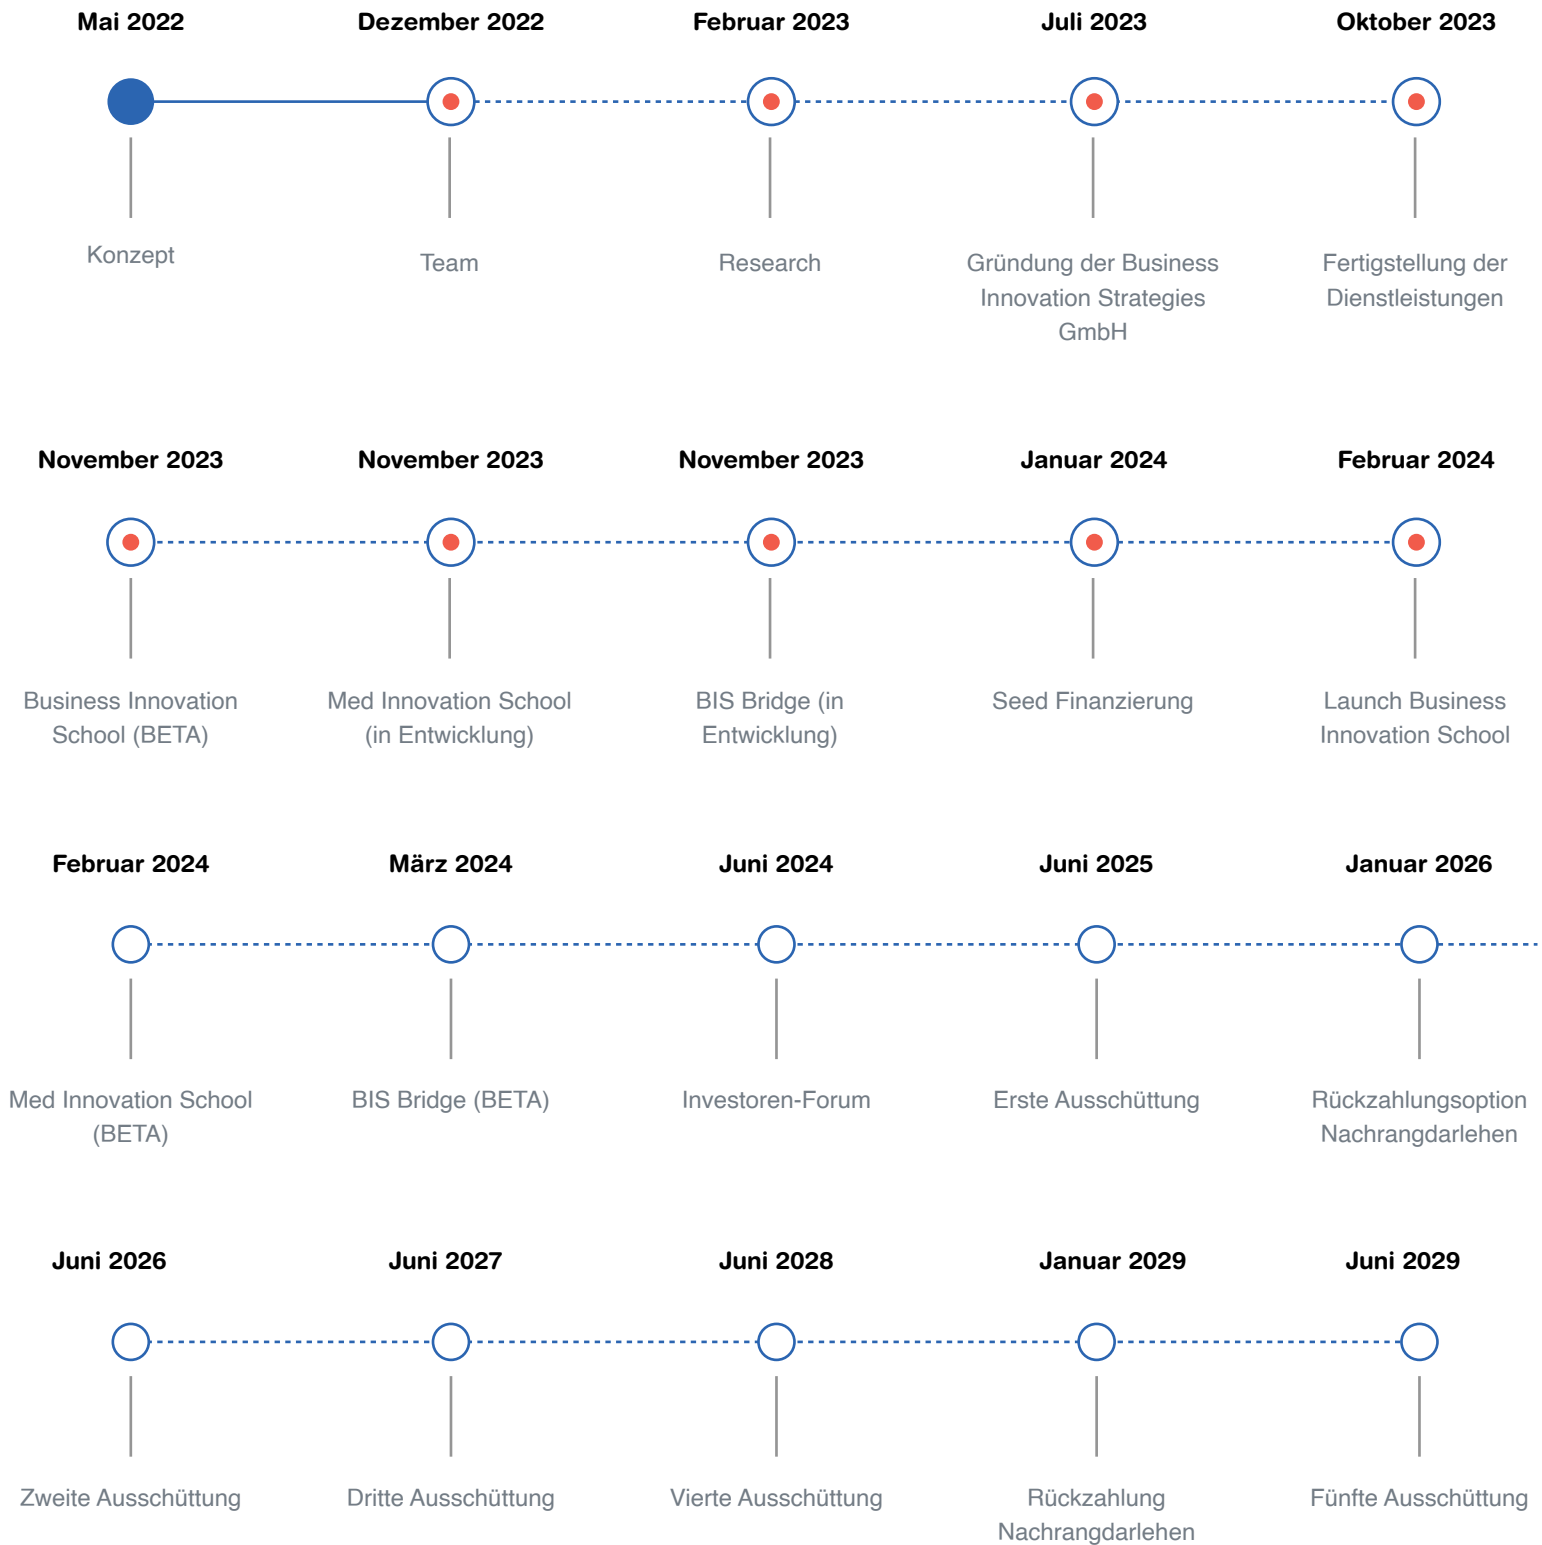 Mai 2022
Dezember 2022
Februar 2023
Juli 2023
Oktober 2023
Konzept
Team
Research
Gründung der Business
Innovation Strategies
GmbH
Fertigstellung der
Dienstleistungen
November 2023
November 2023
November 2023
Januar 2024
Februar 2024
Business Innovation
School (BETA)
Med Innovation School
(in Entwicklung)
BIS Bridge (in
Entwicklung)
Seed Finanzierung
Launch Business
Innovation School
Februar 2024
März 2024
Juni 2024
Juni 2025
Januar 2026
Med Innovation School
(BETA)
BIS Bridge (BETA)
Investoren-Forum
Erste Ausschüttung
Rückzahlungsoption
Nachrangdarlehen
Juni 2026
Juni 2027
Juni 2028
Januar 2029
Juni 2029
Zweite Ausschüttung
Dritte Ausschüttung
Vierte Ausschüttung
Rückzahlung
Nachrangdarlehen
Fünfte Ausschüttung